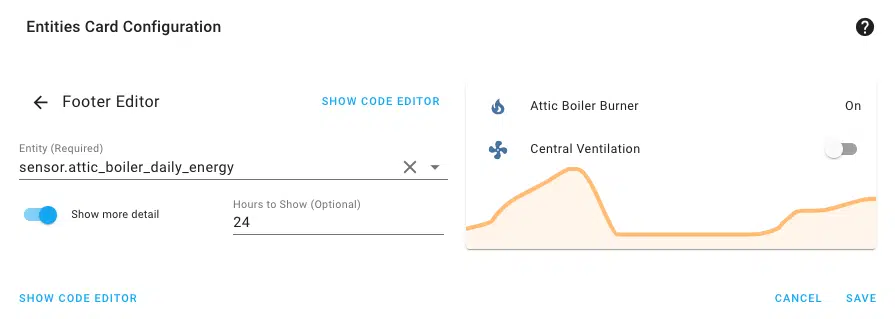 Entities Card Configuration
Footer Editor
SHOW CODE EDITOR
Entity (Required)
sensor.attic_boiler_daily_energy
Show more detail
Hours to Show (Optional)
24
Attic Boiler Burner
On
Central Ventilation
SHOW CODE EDITOR
CANCEL
SAVE